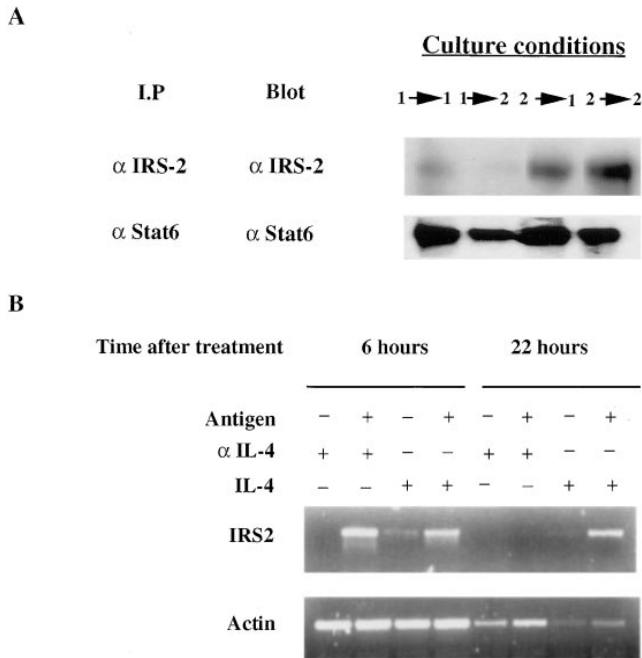 A
Culture conditions
I.P Blot 1 1 1 2 2 1 2 2
α IRS-2 α IRS-2
α Stat6 α Stat6
B
Time after treatment 6 hours 22 hours
Antigen − + − + − + − +
α IL-4 + + − − + + − −
IL-4 − − + + − − + +
IRS2
Actin